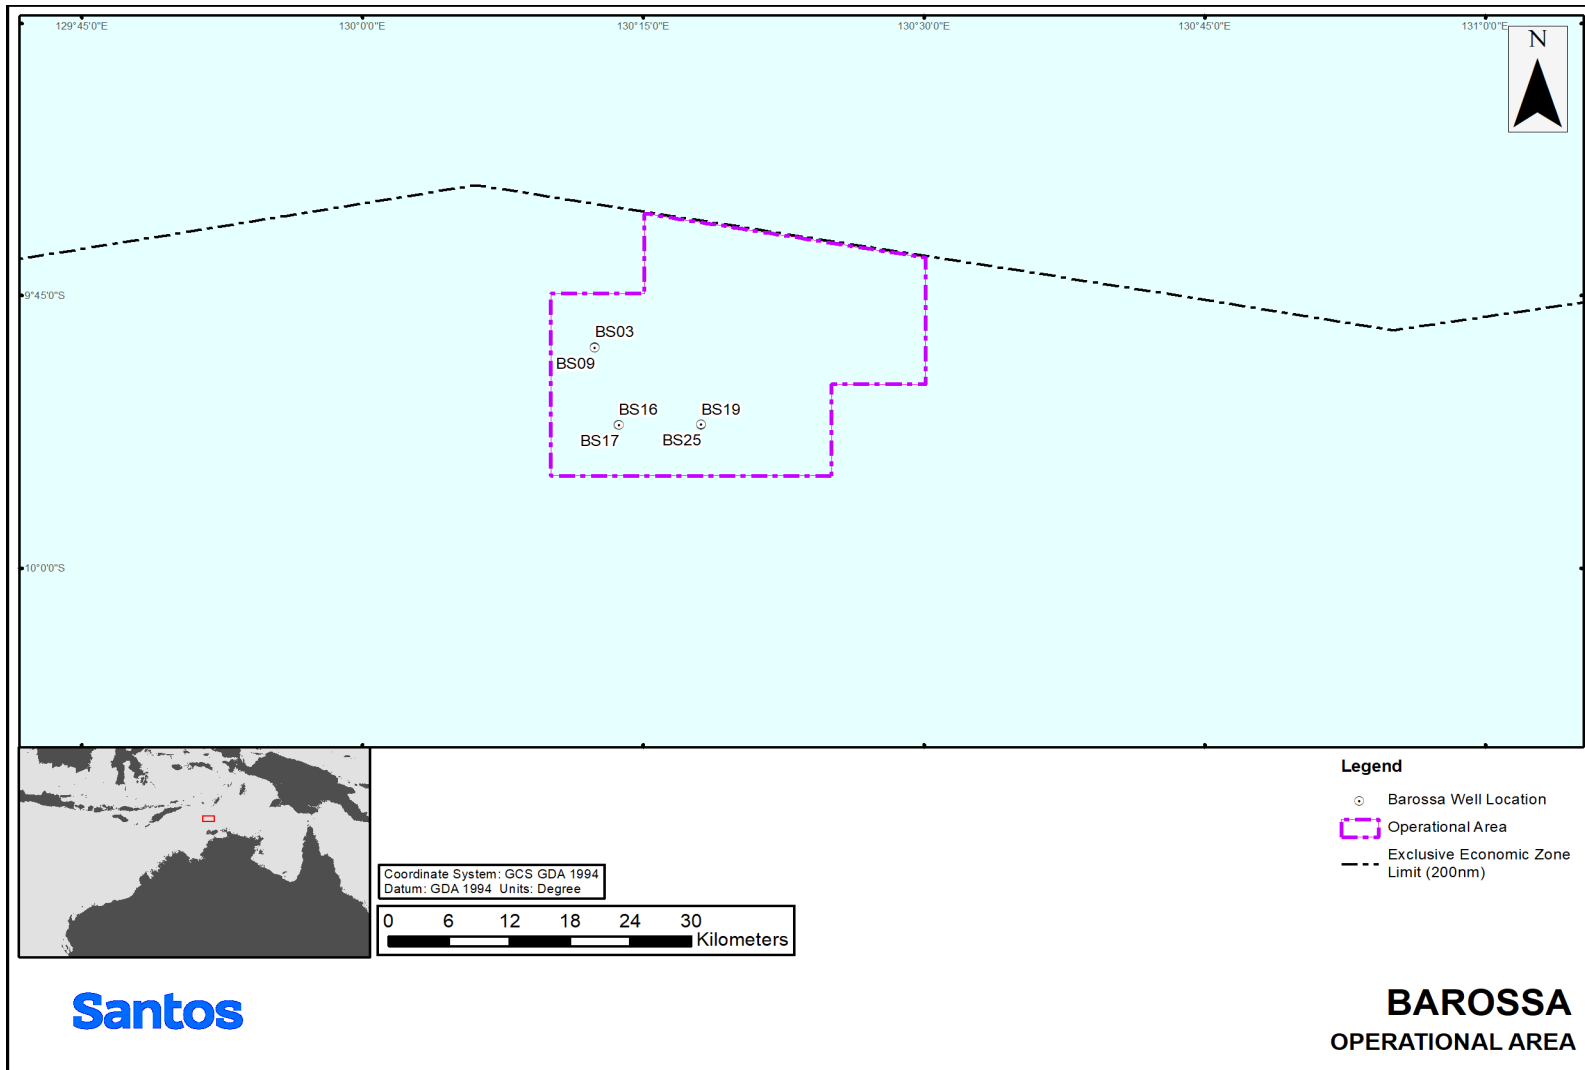 129°45'0"E 130°0'0"E 130°15'0"E 130°30'0"E 130°45'0"E 131°0'0"E
N
9°45'0"S
BS03
BS09
BS16 BS19
BS17 BS25
10°0'0"S
Legend
Barossa Well Location
Operational Area
Exclusive Economic Zone
Limit (200nm)
Coordinate System: GCS GDA 1994
Datum: GDA 1994 Units: Degree
0 6 12 18 24 30
Kilometers
Santos
BAROSSA
OPERATIONAL AREA